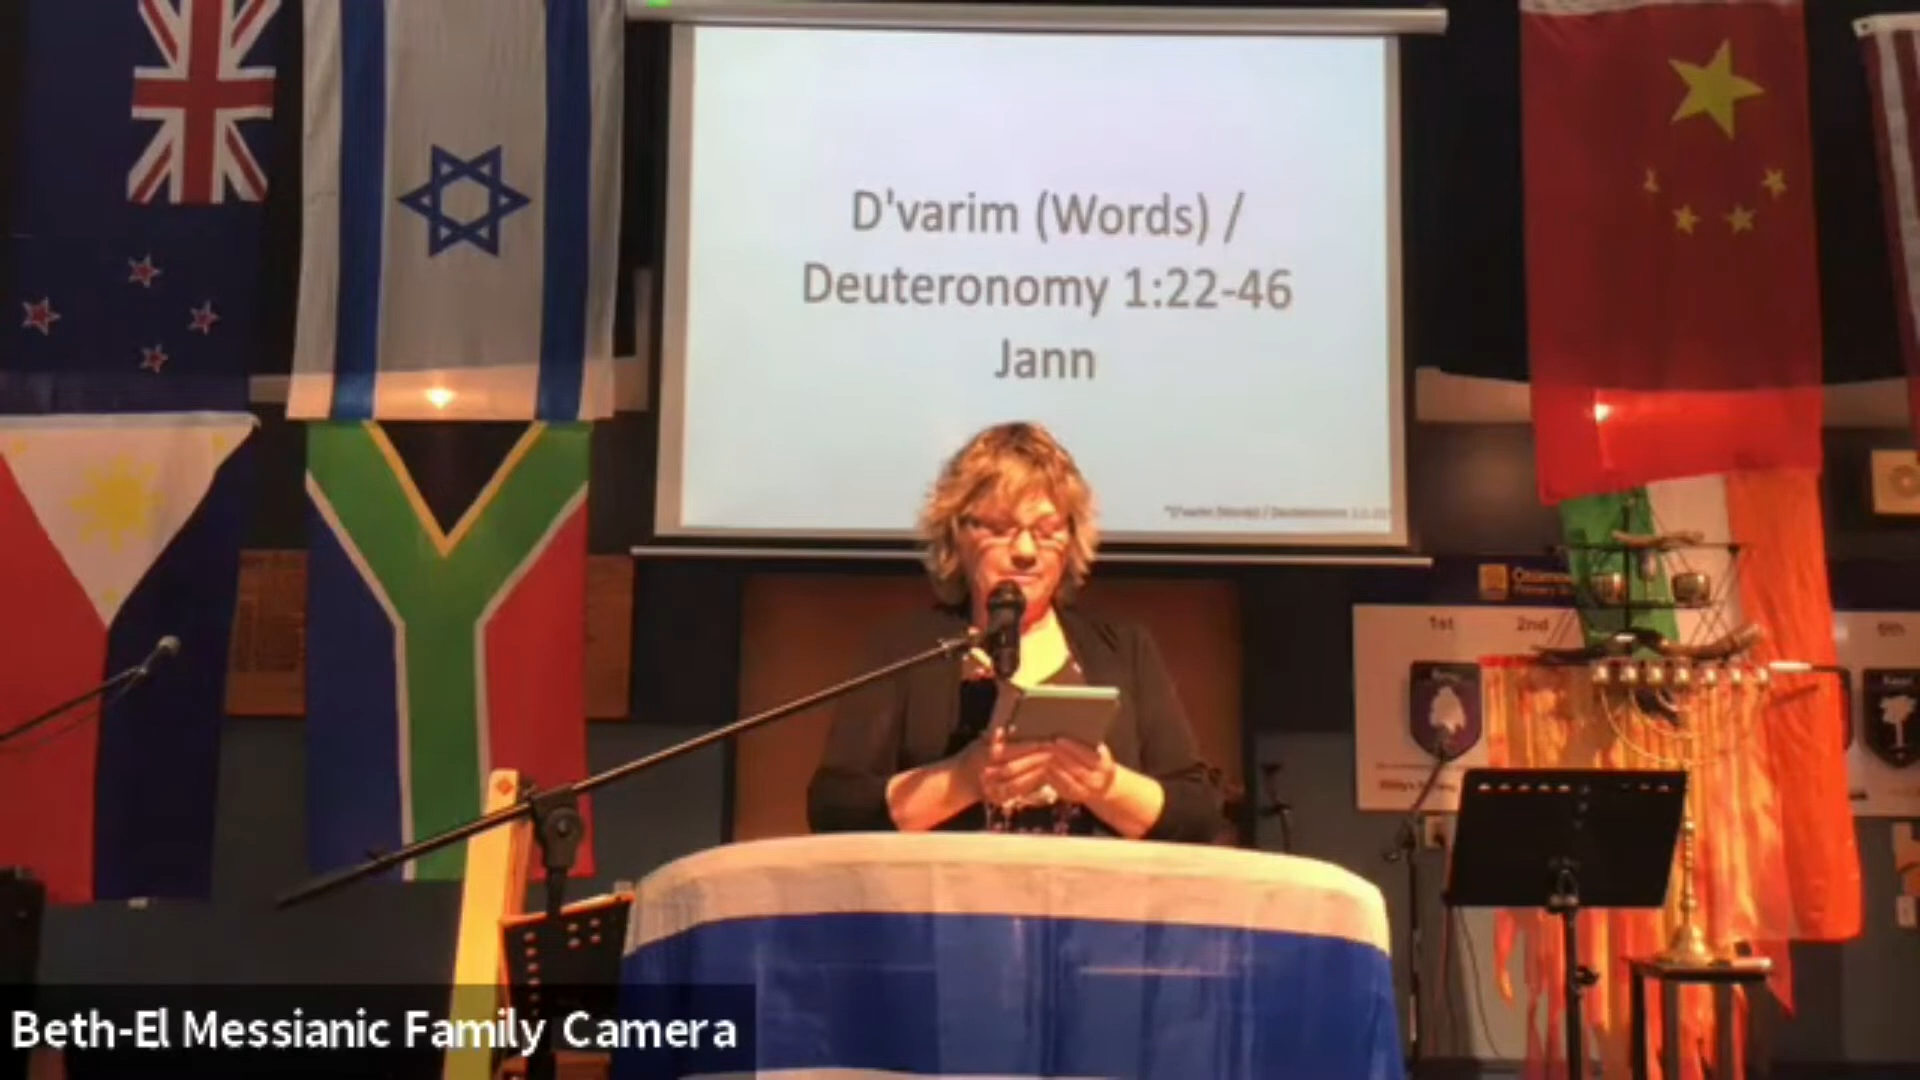 D'varim (Words) /
Deuteronomy 1:22-46
Jann
1st
2nd
Beth-El Messianic Family Camera